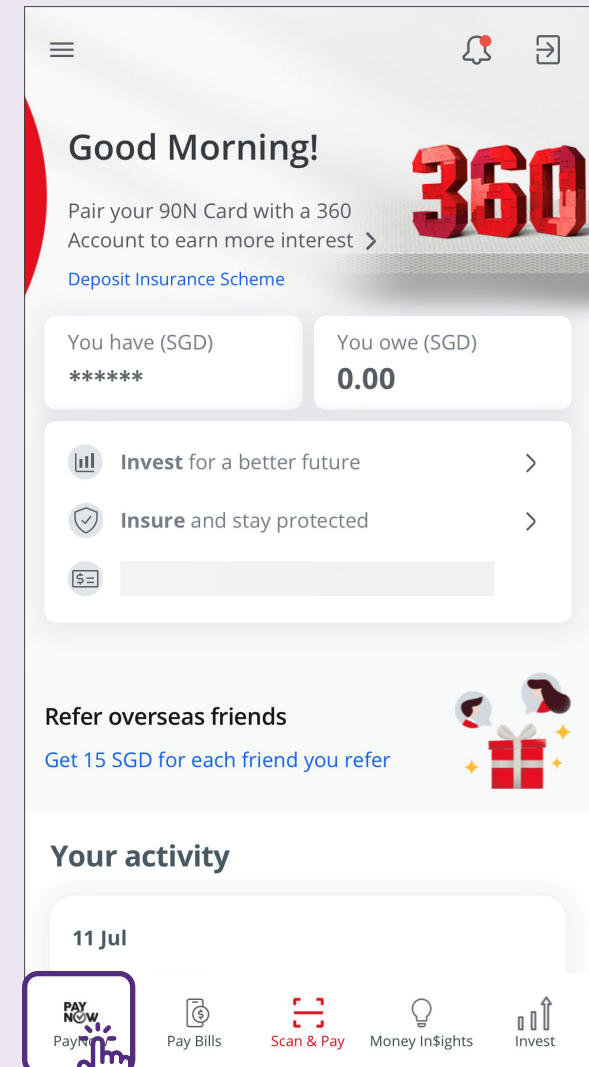 Good Morning!
360
Pair your 90N Card with a 360
Account to earn more interest
Deposit Insurance Scheme
You have (SGD)
******
You owe (SGD)
0.00
Invest for a better future
Insure and stay protected
Refer overseas friends
Get 15 SGD for each friend you refer
Your activity
11 Jul
PAY
NOW
PayNow
Pay Bills
Scan & Pay
Money In$ights
Invest